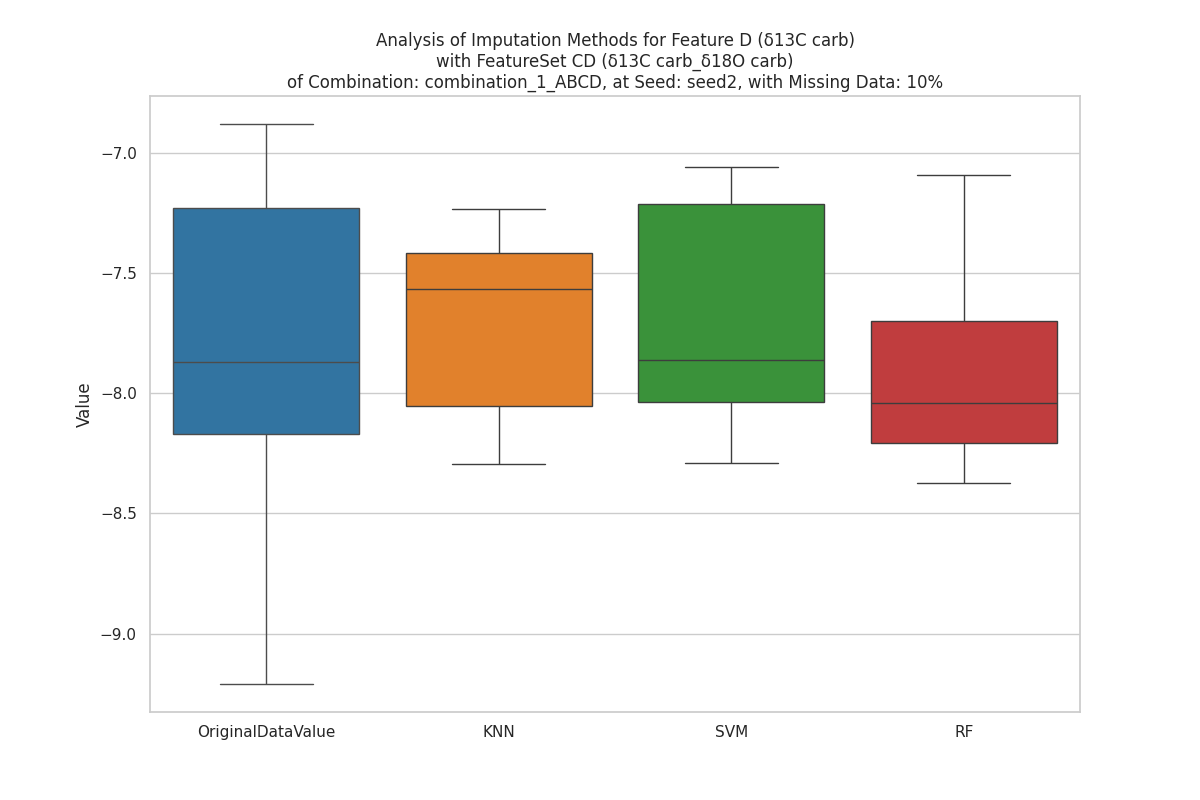 Analysis of Imputation Methods for Feature D (δ13C carb)
with FeatureSet CD (δ13C carb_δ18O carb)
of Combination: combination_1_ABCD, at Seed: seed2, with Missing Data: 10%
Value
−7.0
−7.5
−8.0
−8.5
−9.0
OriginalDataValue
KNN
SVM
RF